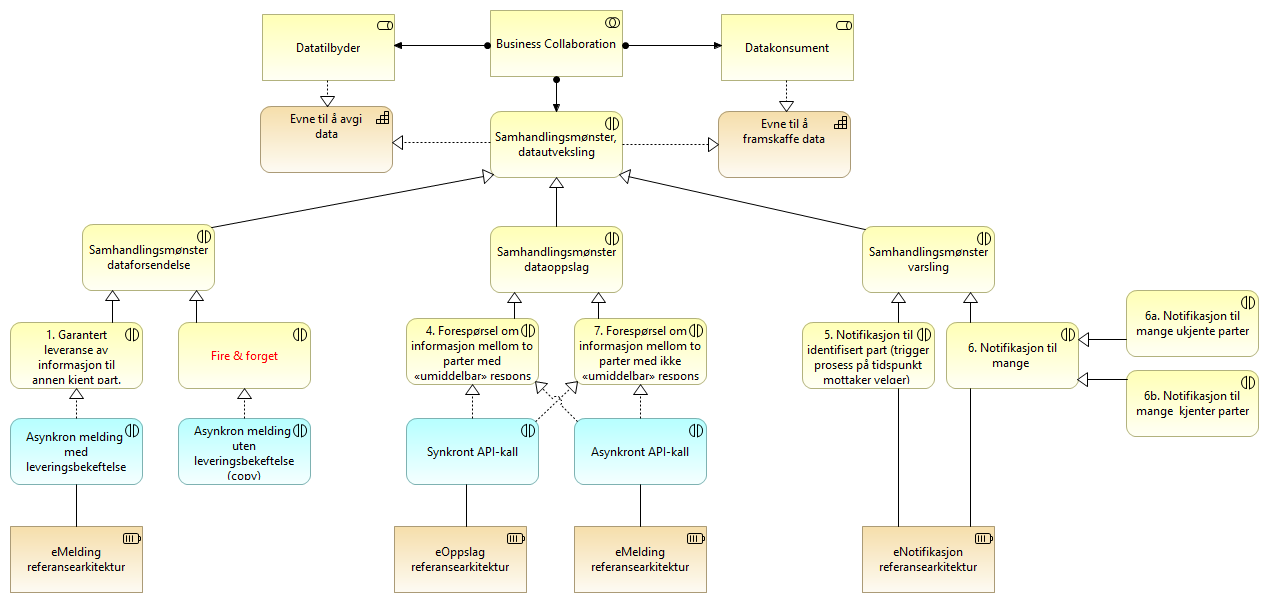 Datatilbyder
Business Collaboration
Datakonsument
Evne til å avgi
data
Samhandlingsmønster,
datautveksling
Evne til å
framskaffe data
Samhandlingsmønster
dataforsendelse
Samhandlingsmønster
dataoppslag
Samhandlingsmønster
varsling
1. Garantert
leveranse av
informasjon til
annen kjent part.
Fire & forget
4. Forespørsel om
informasjon mellom to
parter med
«umiddelbar» respons
7. Forespørsel om
informasjon mellom to
parter med ikke
«umiddelbar» respons
5. Notifikasjon til
identifisert part (trigger
prosess på tidspunkt
mottaker velger)
6. Notifikasjon til
mange
6a. Notifikasjon til
mange ukjente parter
6b. Notifikasjon til
mange kjenter parter
Asynkron melding
med
leveringsbekeftelse
Asynkron melding
uten
leveringsbekeftelse
(copy)
Synkront API-kall
Asynkront API-kall
eMelding
referansearkitektur
eOppslag
referansearkitektur
eMelding
referansearkitektur
eNotifikasjon
referansearkitektur